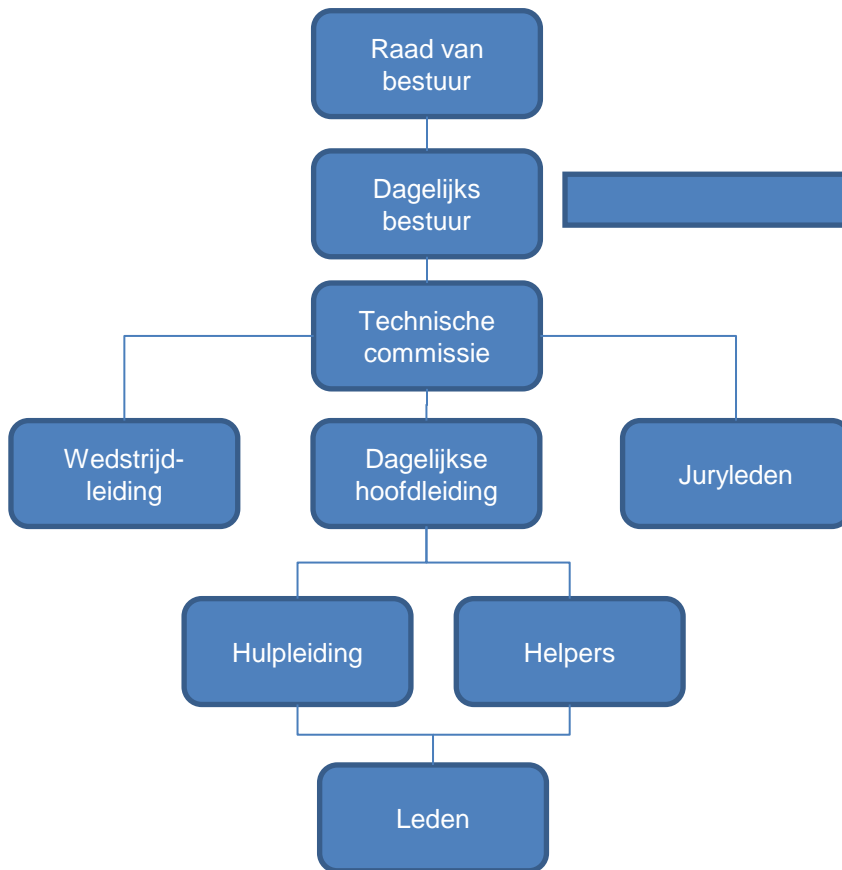 Raad van
bestuur
Dagelijks
bestuur
Technische
commissie
Wedstrijd-
leiding
Dagelijkse
hoofdleiding
Juryleden
Hulpleiding
Helpers
Leden